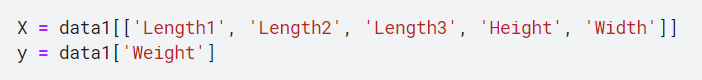 X = data1[['Length1', 'Length2', 'Length3', 'Height', 'Width']]
y = data1['Weight']